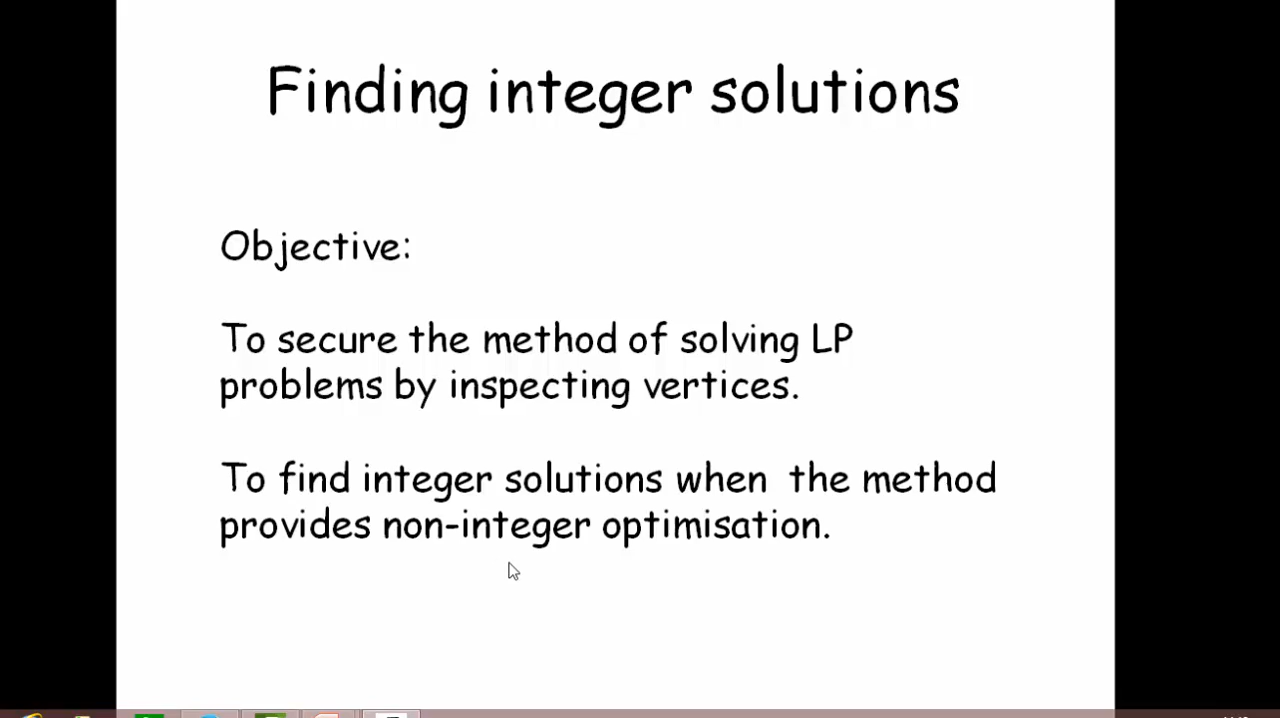 Finding integer solutions
Objective:
To secure the method of solving LP
problems by inspecting vertices.
To find integer solutions when the method
provides non-integer optimisation.